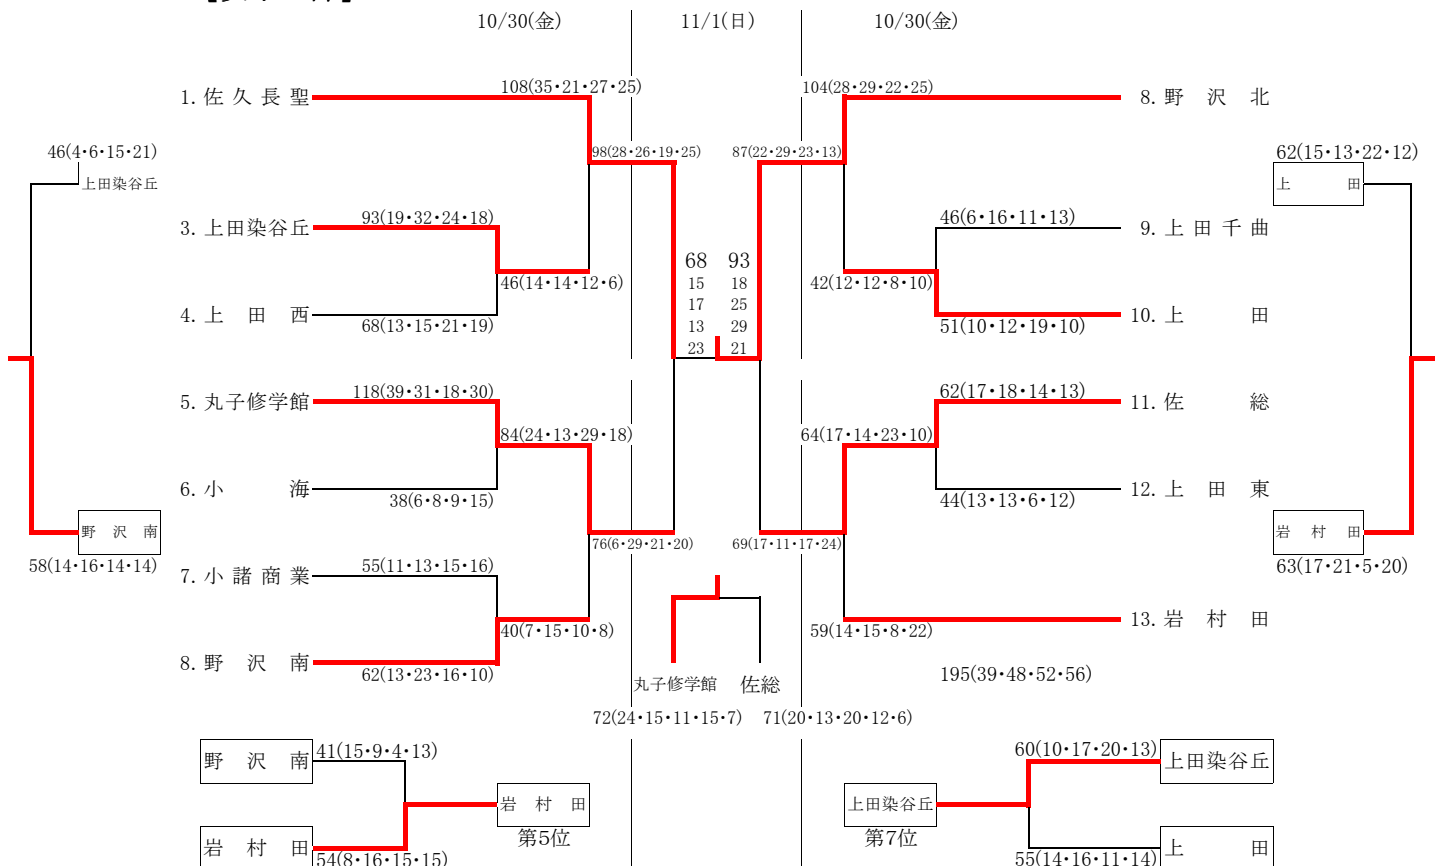 10/30(金)
11/1(日)
10/30(金)
108(35・21・27・25)
104(28・29・22・25)
1. 佐久長聖
8. 野沢北
46(4・6・15・21)
98(28・26・19・25)
87(22・29・23・13)
62(15・13・22・12)
上田染谷丘
上田
93(19・32・24・18)
46(6・16・11・13)
3. 上田染谷丘
9. 上田千曲
68 93
15 18
17 25
13 29
23 21
46(14・14・12・6)
42(12・12・8・10)
4. 上田西
10. 上田
68(13・15・21・19)
51(10・12・19・10)
118(39・31・18・30)
62(17・18・14・13)
5. 丸子修学館
11. 佐総
84(24・13・29・18)
64(17・14・23・10)
6. 小海
12. 上田東
38(6・8・9・15)
44(13・13・6・12)
野沢南
岩村田
76(6・29・21・20)
69(17・11・17・24)
58(14・16・14・14)
55(11・13・15・16)
63(17・21・5・20)
7. 小諸商業
13. 岩村田
40(7・15・10・8)
59(14・15・8・22)
8. 野沢南
62(13・23・16・10)
195(39・48・52・56)
丸子修学館
佐総
72(24・15・11・15・7)
71(20・13・20・12・6)
野沢南
41(15・9・4・13)
60(10・17・20・13)
上田染谷丘
岩村田
上田染谷丘
第5位
第7位
岩村田
54(8・16・15・15)
55(14・16・11・14)
上田